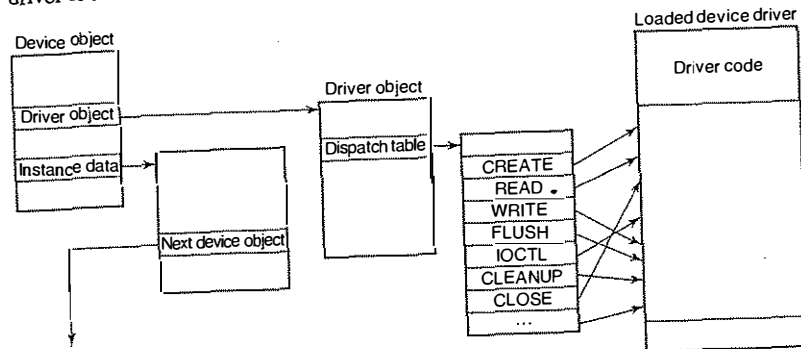 Loaded device driver
Device object
Driver code
Driver object
Driver object
Dispatch table
Instance data
CREATE
READ
WRITE
FLUSH
IOCTL
CLEANUP
CLOSE
...
Next device object